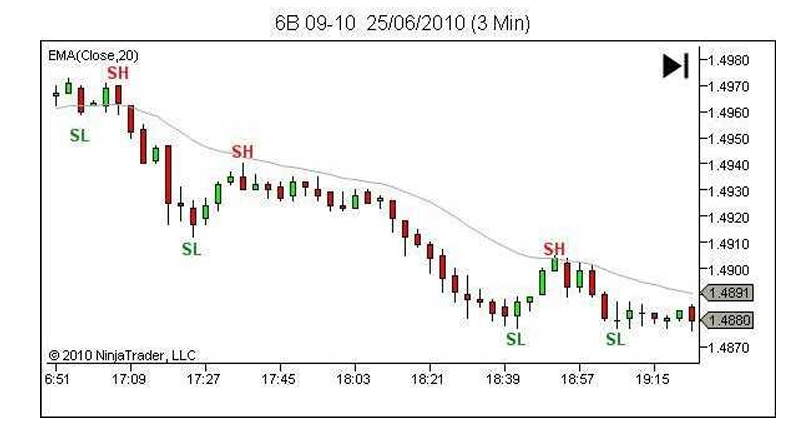 6B 09-10  25/06/2010 (3 Min)
EMA(Close,20)
SH
SL
SH
SL
SH
SL
SL
1.4980
1.4970
1.4960
1.4950
1.4940
1.4930
1.4920
1.4910
1.4900
1.4891
1.4880
1.4870
© 2010 NinjaTrader, LLC
6:51 17:09 17:27 17:45 18:03 18:21 18:39 18:57 19:15